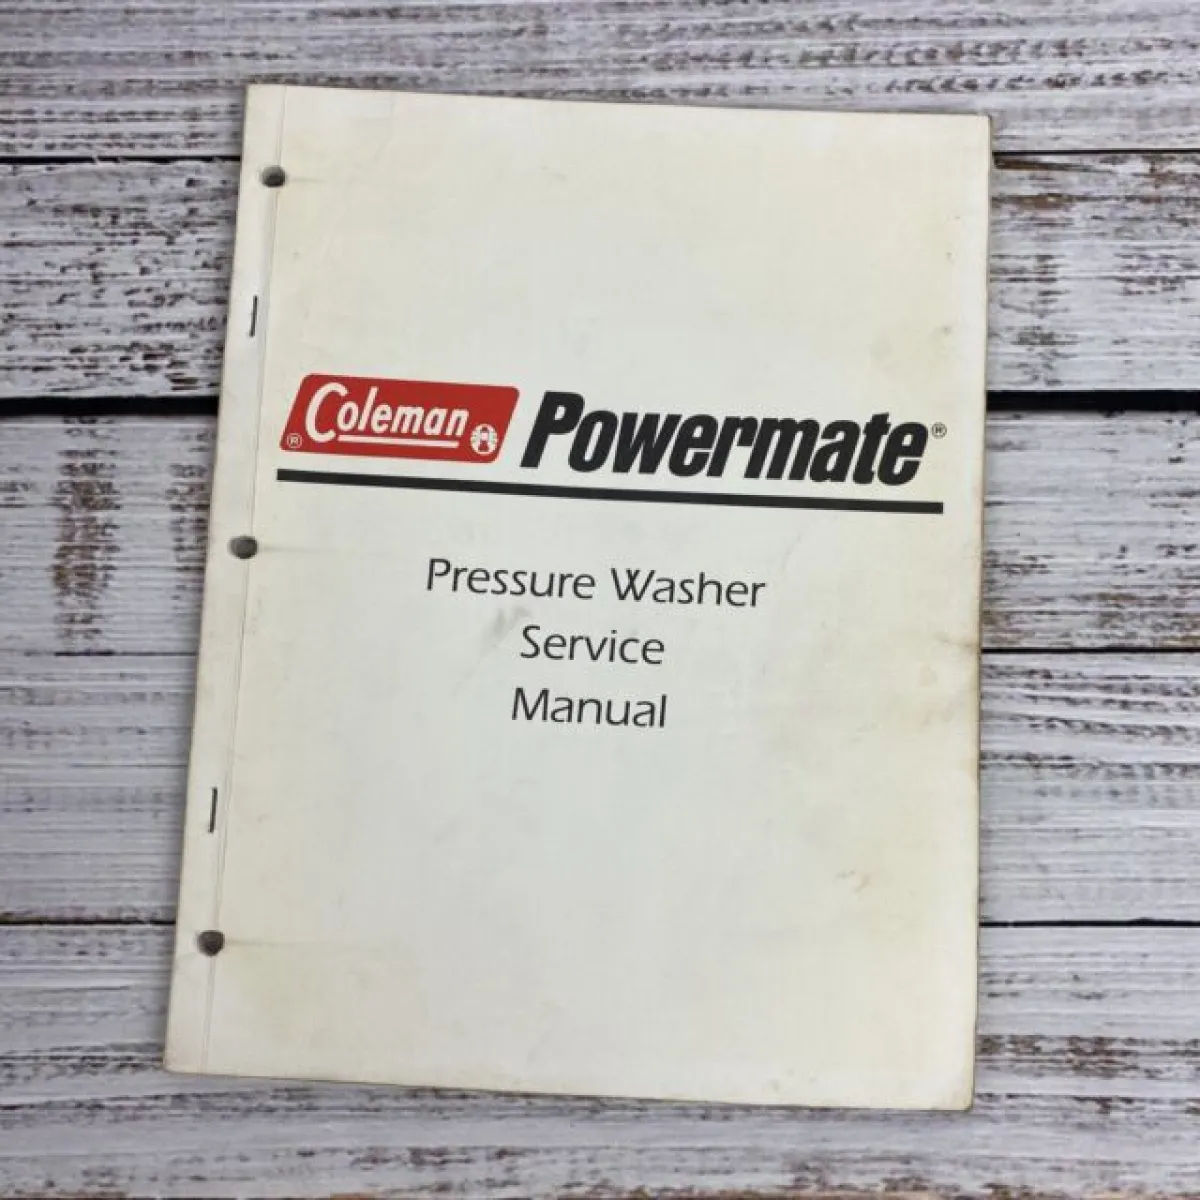 ® Coleman Powermate®
Pressure Washer
Service
Manual